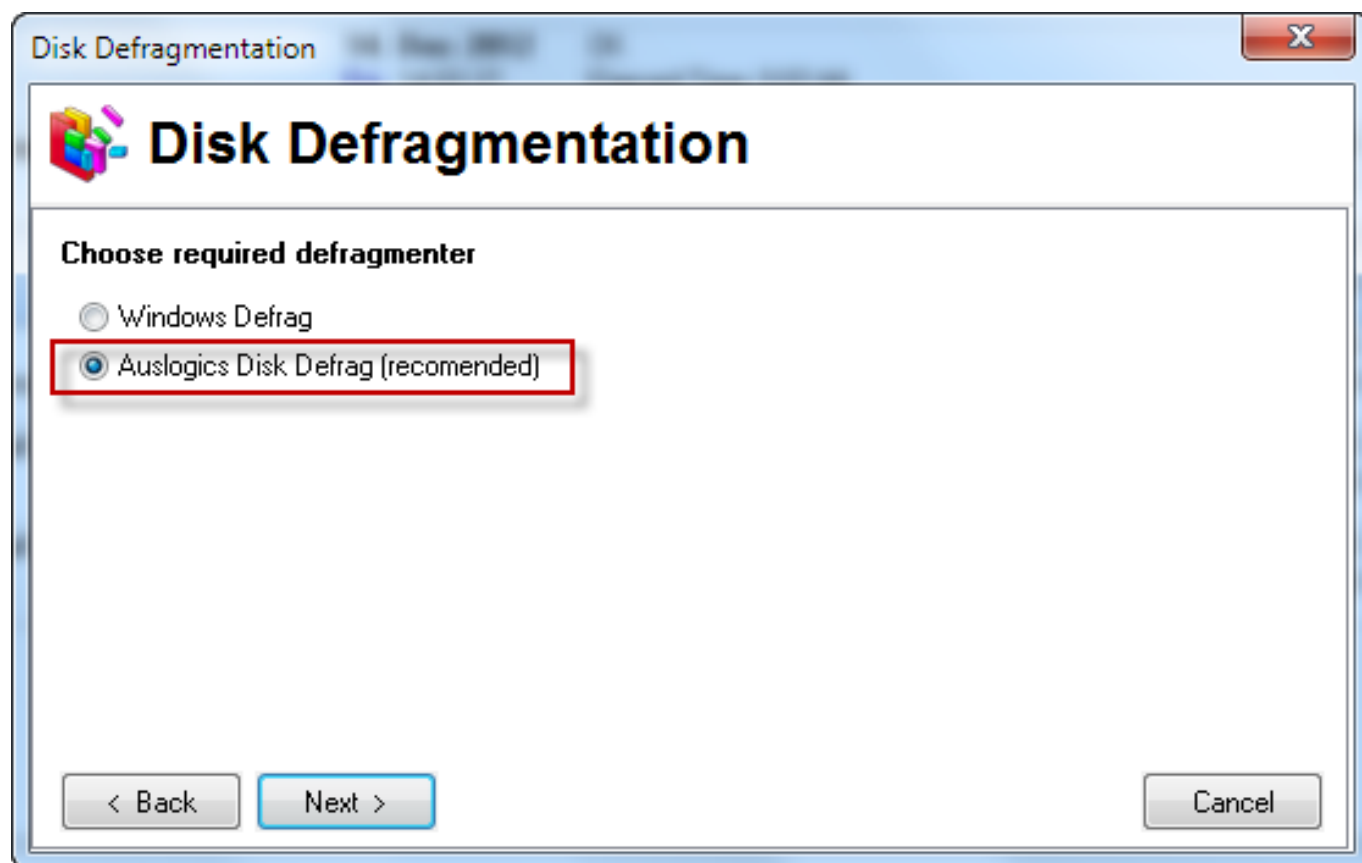 Disk Defragmentation
Disk Defragmentation
Choose required defragmenter
Windows Defrag
Auslogics Disk Defrag (recomended)
< Back Next > Cancel